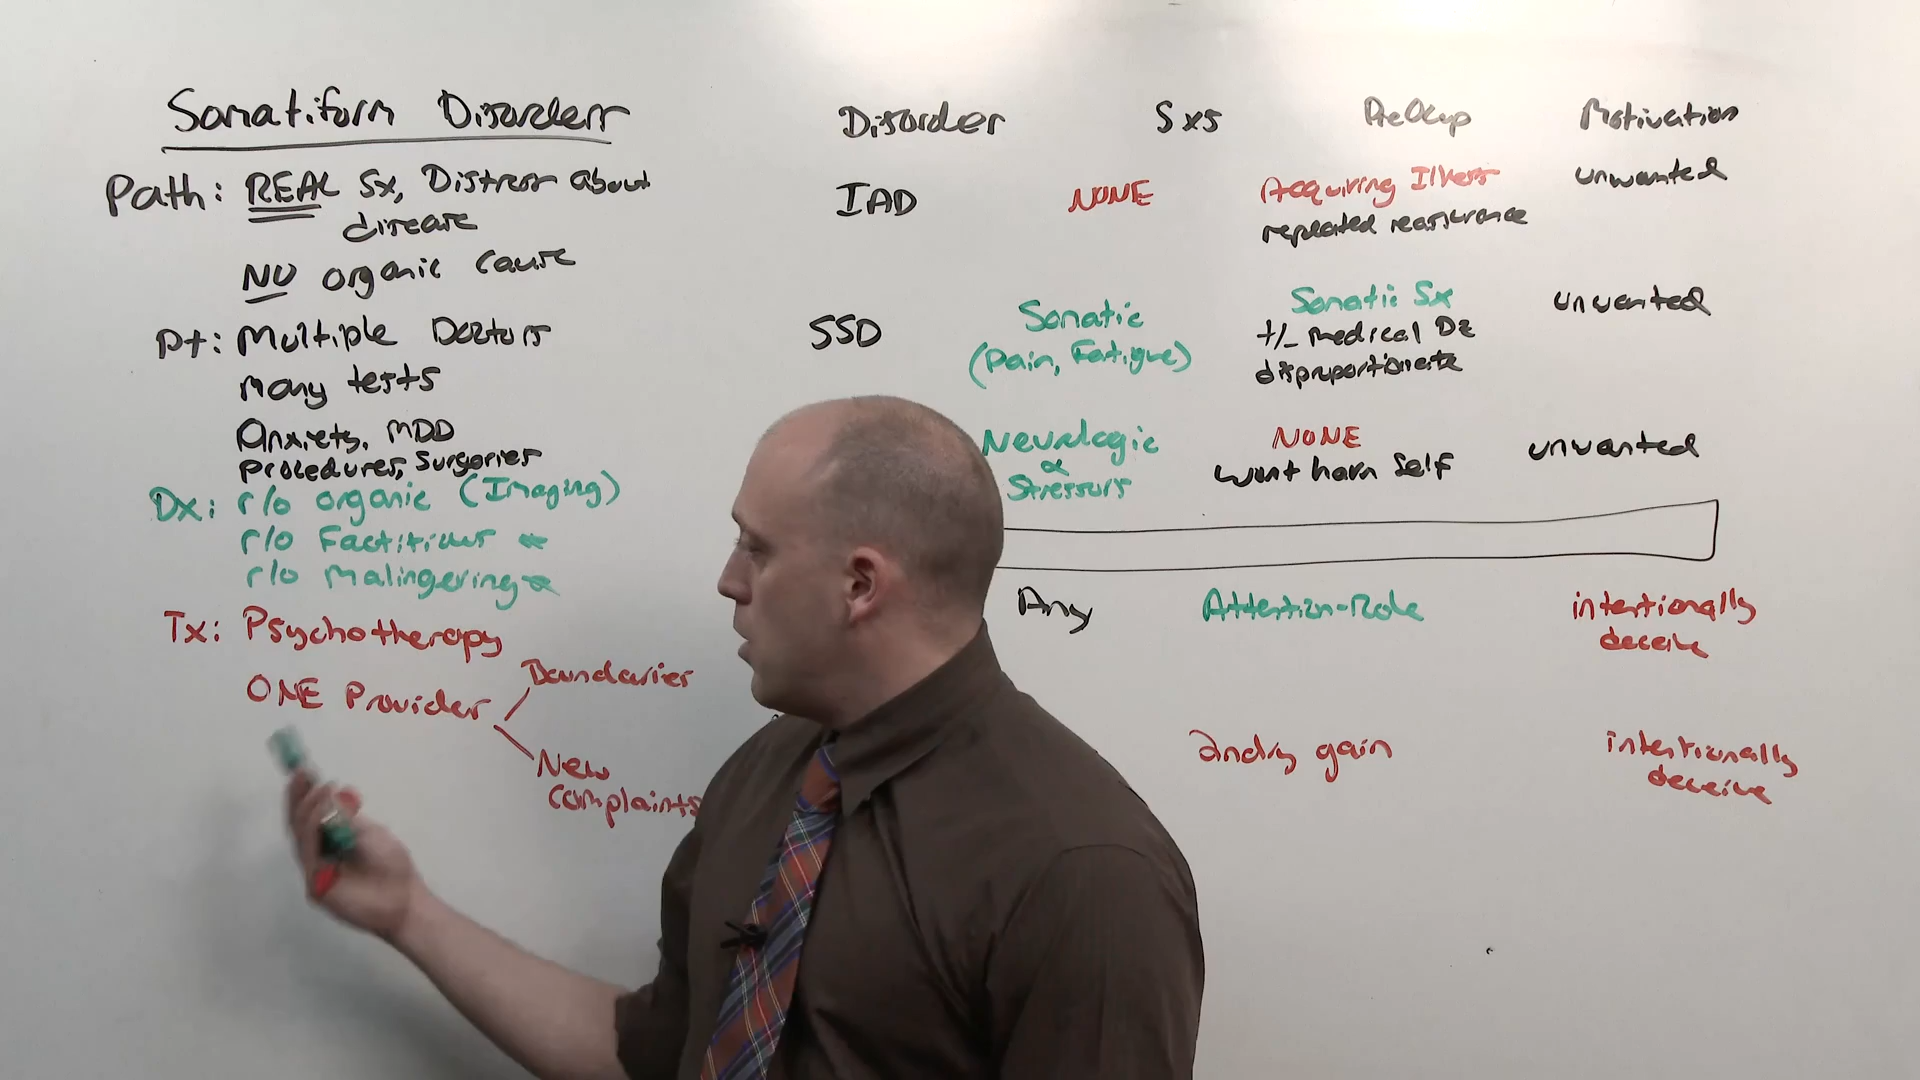 Somatiform Disorders
Path: REAL Sx, Distress about
disease
NO organic cause
Pt: Multiple Doctors
Many tests
Anxiety, MDD
Procedures, Surgeries
Dx: r/o organic (Imaging)
r/o Factitious
r/o Malingering
Tx: Psychotherapy
ONE Provider
Boundaries
New
Complaints
Disorder Sxs PreOccup Motivation
IAD NONE Acquiring Illness unwanted
repeated reassurance
SSD Somatic (Pain, Fatigue) Somatic Sx unwanted
+/- medical Dz
disproportionate
Neurologic NONE unwanted
α Wont harm Self
Stressors
Any Attention-Role intentionally
deceive
2ndry gain intentionally
deceive